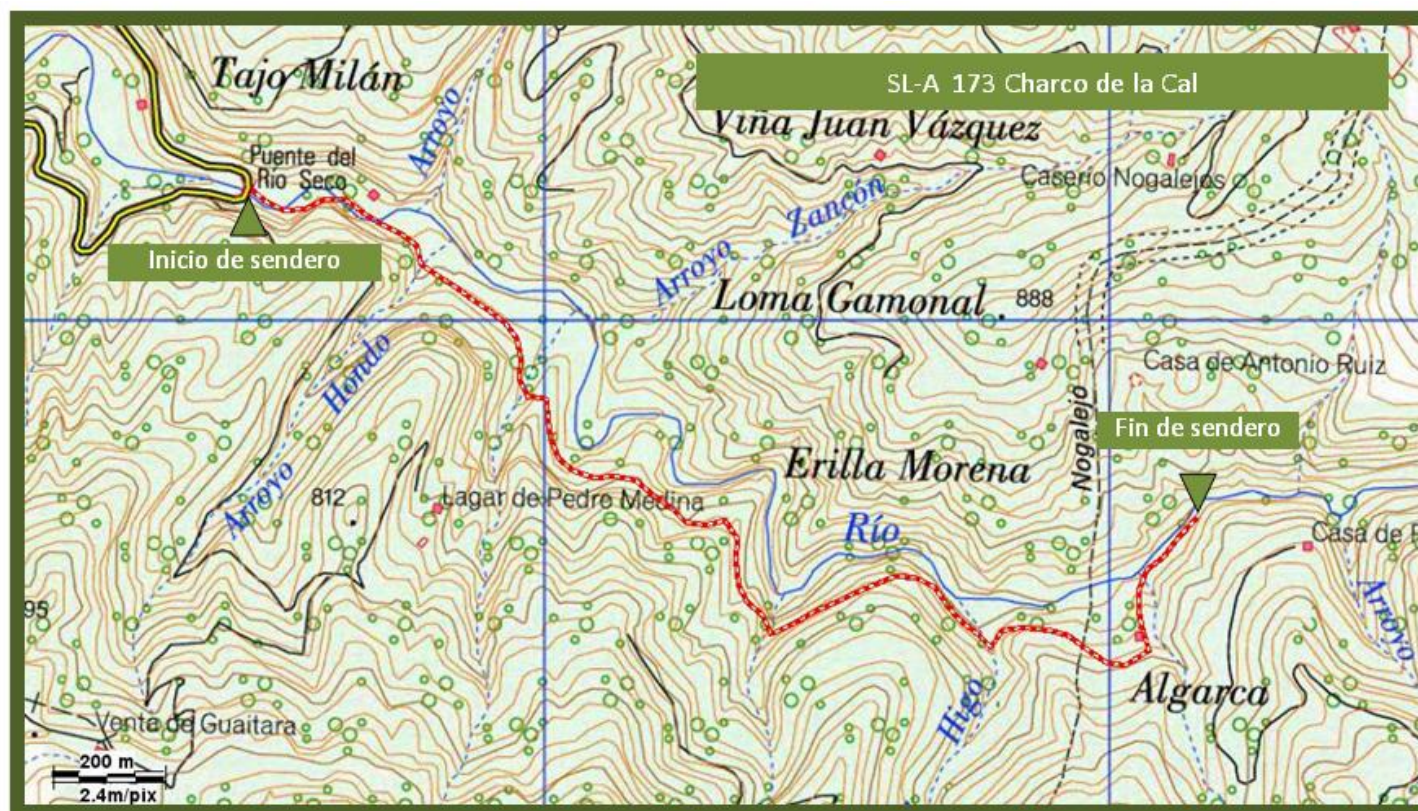 SL-A 173 Charco de la Cal
Tajo Milán
Viña Juan Vázquez
Arroyo
Puente del
Río Seco
Caserío Nogalejos
Zancón
Arroyo
Inicio de sendero
Loma Gamonal
888
Casa de Antonio Ruiz
Hondo
Arroyo
Nogalejo
Fin de sendero
Erilla Morena
812
Lagar de Pedro Medina
Río
Casa de
95
Arroyo
Algarca
Higo
Venta de Guaitara
200 m
2.4m/pix